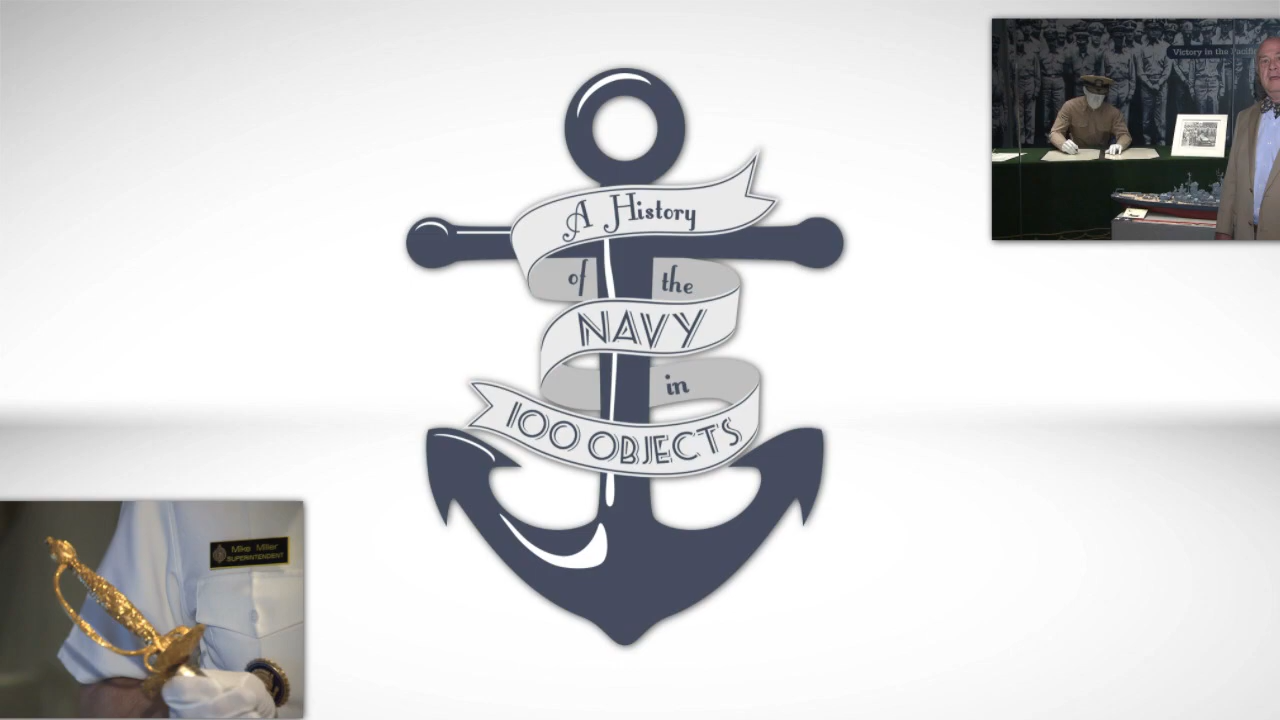 A History
of the
NAVY
in
100 OBJECTS
Victory in the Pacific
Mike Miller
SUPERINTENDENT